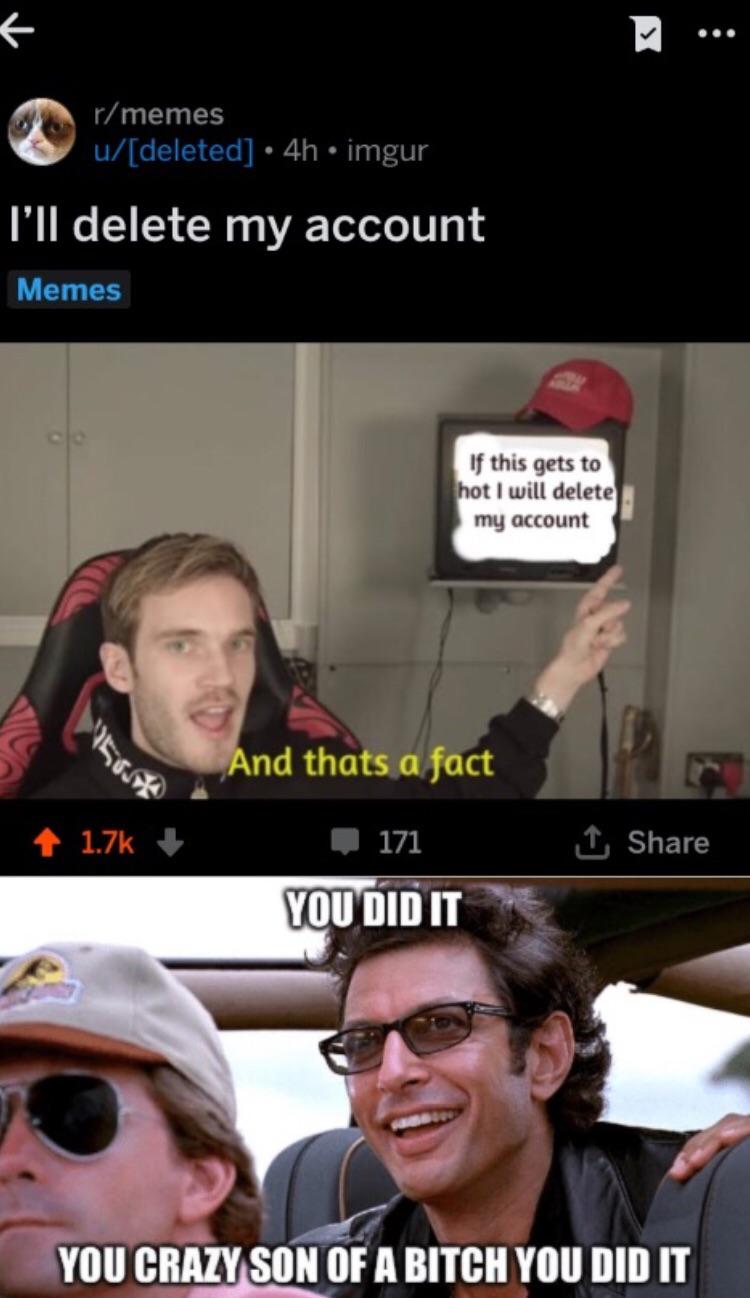 r/memes
u/[deleted] • 4h • imgur
I'll delete my account
Memes
If this gets to
hot I will delete
my account
And thats a fact
1.7k
171
Share
YOU DID IT
YOU CRAZY SON OF A BITCH YOU DID IT